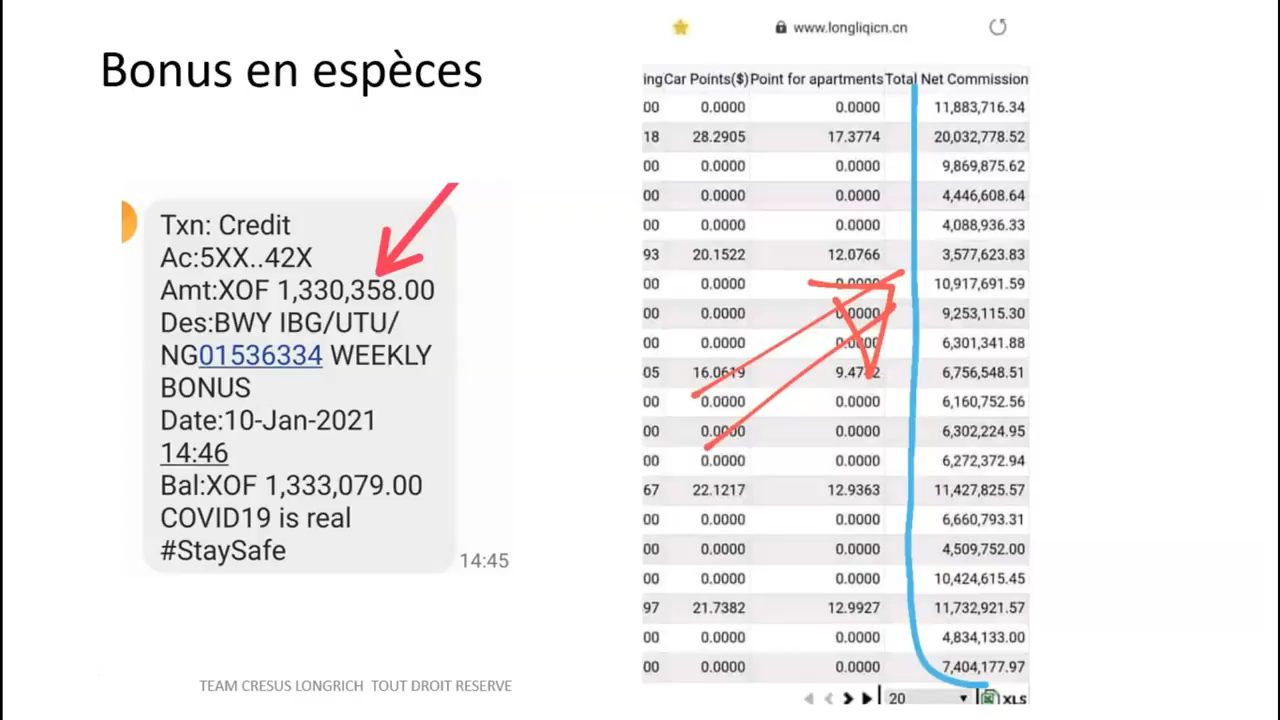 Bonus en espèces
Txn: Credit
Ac:5XX..42X
Amt:XOF 1,330,358.00
Des:BWY IBG/UTU/
NG01536334 WEEKLY
BONUS
Date:10-Jan-2021
14:46
Bal:XOF 1,333,079.00
COVID19 is real
#StaySafe
14:45
TEAM CRESUS LONGRICH TOUT DROIT RESERVE
www.longliqicn.cn
ing Car Points($) Point for apartments Total Net Commission
00 0.0000 0.0000 11,883,716.34
18 28.2905 17.3774 20,032,778.52
00 0.0000 0.0000 9,869,875.62
00 0.0000 0.0000 4,446,608.64
00 0.0000 0.0000 4,088,936.33
93 20.1522 12.0766 3,577,623.83
00 0.0000 0.0000 10,917,691.59
00 0.0000 0.0000 9,253,115.30
00 0.0000 0.0000 6,301,341.88
05 16.0619 9.4742 6,756,548.51
00 0.0000 0.0000 6,160,752.56
00 0.0000 0.0000 6,302,224.95
00 0.0000 0.0000 6,272,372.94
67 22.1217 12.9363 11,427,825.57
00 0.0000 0.0000 6,660,793.31
00 0.0000 0.0000 4,509,752.00
00 0.0000 0.0000 10,424,615.45
97 21.7382 12.9927 11,732,921.57
00 0.0000 0.0000 4,834,133.00
00 0.0000 0.0000 7,404,177.97
20 XLS